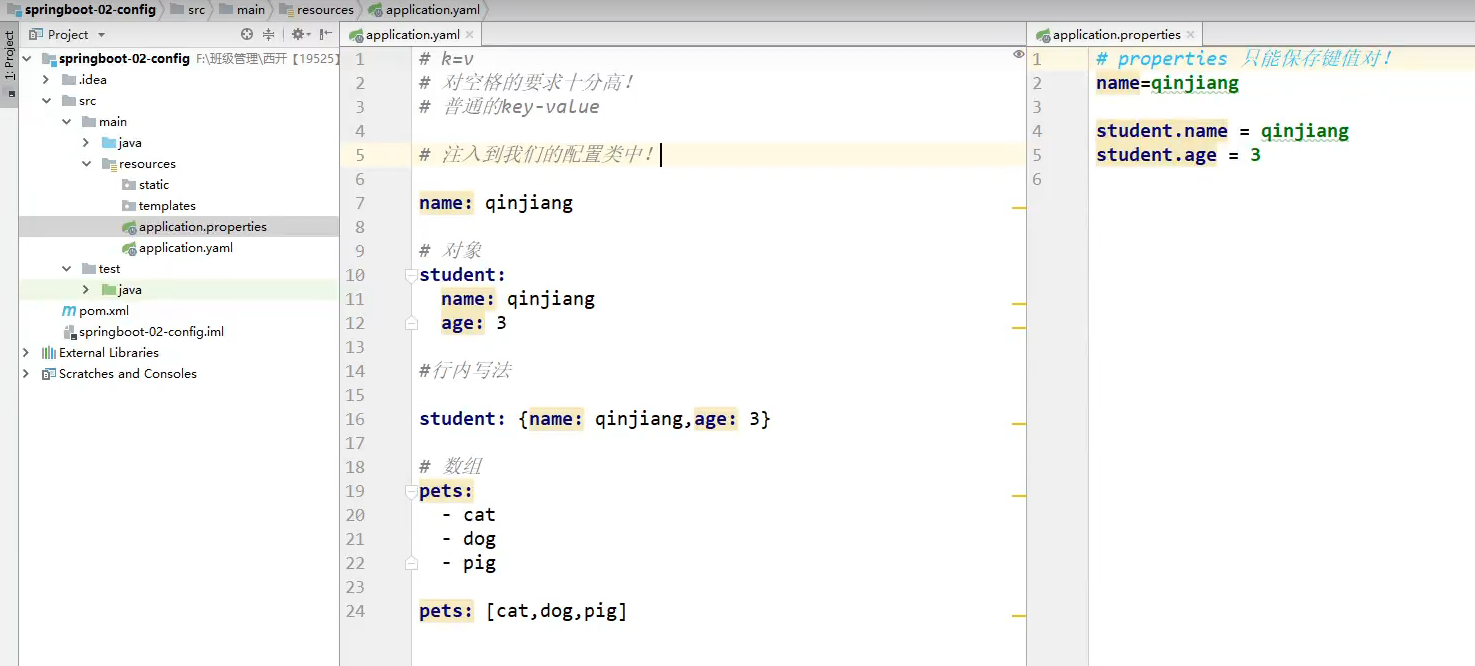 springboot-02-config src main resources application.yaml
1: Project
Project
springboot-02-config F:\班级管理\西开【19525】
.idea
src
main
java
resources
static
templates
application.properties
application.yaml
test
java
pom.xml
springboot-02-config.iml
External Libraries
Scratches and Consoles
application.yaml
1 # k=v
2 # 对空格的要求十分高!
3 # 普通的key-value
4
5 # 注入到我们的配置类中!
6
7 name: qinjiang
8
9 # 对象
10 student:
11   name: qinjiang
12   age: 3
13
14 #行内写法
15
16 student: {name: qinjiang,age: 3}
17
18 # 数组
19 pets:
20   - cat
21   - dog
22   - pig
23
24 pets: [cat,dog,pig]
application.properties
1 # properties 只能保存键值对!
2 name=qinjiang
3
4 student.name = qinjiang
5 student.age = 3
6